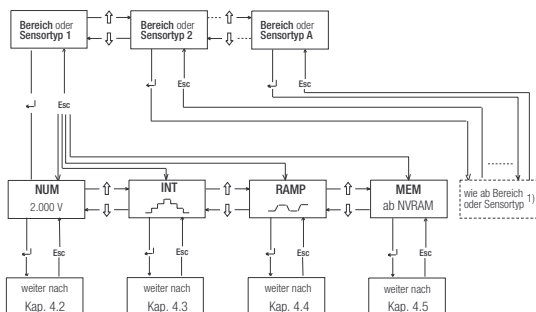 Bereich oder
Sensortyp 1
Bereich oder
Sensortyp 2
Bereich oder
Sensortyp A
Esc
Esc
Esc
NUM
2.000 V
INT
RAMP
MEM
ab NVRAM
wie ab Bereich
oder Sensortyp 1)
Esc
Esc
Esc
Esc
weiter nach
Kap. 4.2
weiter nach
Kap. 4.3
weiter nach
Kap. 4.4
weiter nach
Kap. 4.5